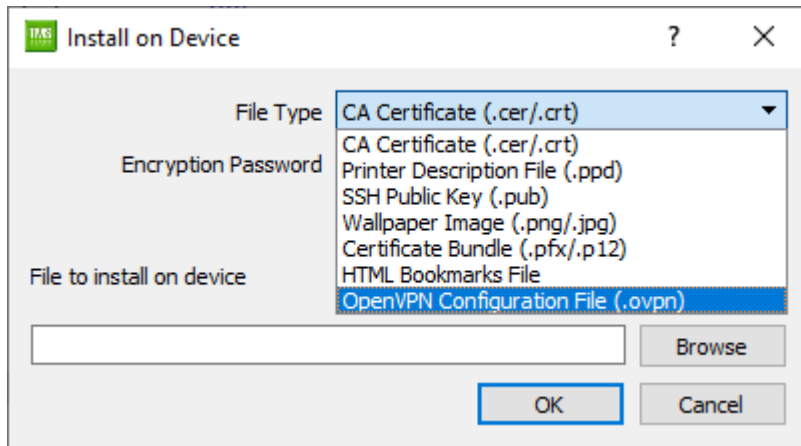 TMS
Install on Device
? ×
File Type CA Certificate (.cer/.crt)
CA Certificate (.cer/.crt)
Encryption Password
Printer Description File (.ppd)
SSH Public Key (.pub)
Wallpaper Image (.png/.jpg)
Certificate Bundle (.pfx/.p12)
File to install on device
HTML Bookmarks File
OpenVPN Configuration File (.ovpn)
Browse
OK Cancel